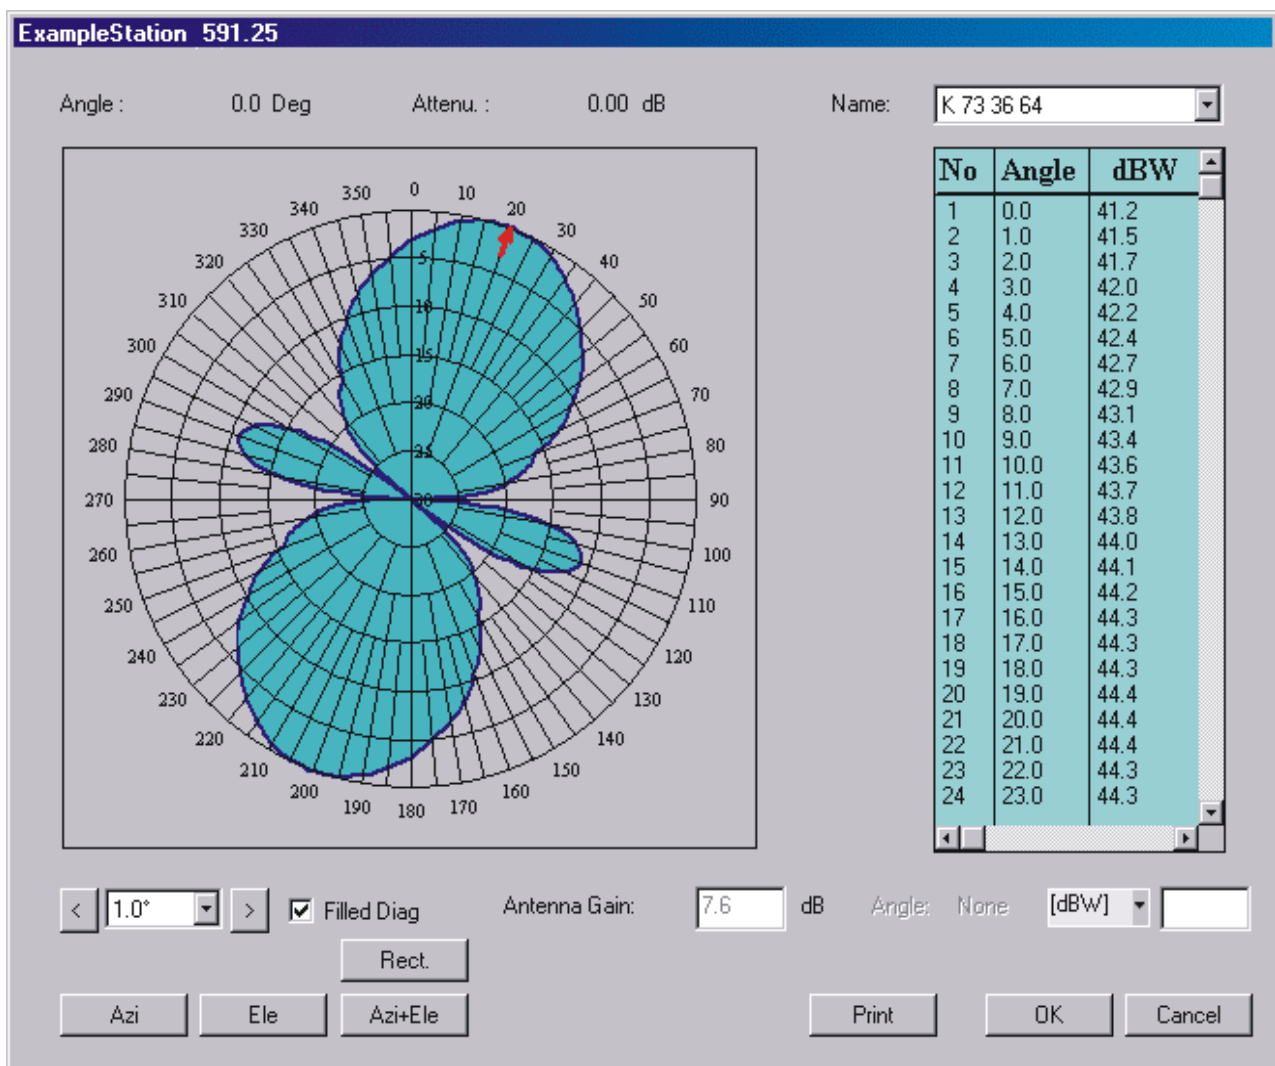 ExampleStation 591.25
Angle : 0.0 Deg Attenu. : 0.00 dB Name: K 73 36 64
0
10
20
30
40
50
60
70
80
90
100
110
120
130
140
150
160
170
180
190
200
210
220
230
240
250
260
270
280
290
300
310
320
330
340
350
5
10
15
20
25
30
No Angle dBW
1 0.0 41.2
2 1.0 41.5
3 2.0 41.7
4 3.0 42.0
5 4.0 42.2
6 5.0 42.4
7 6.0 42.7
8 7.0 42.9
9 8.0 43.1
10 9.0 43.4
11 10.0 43.6
12 11.0 43.7
13 12.0 43.8
14 13.0 44.0
15 14.0 44.1
16 15.0 44.2
17 16.0 44.3
18 17.0 44.3
19 18.0 44.3
20 19.0 44.4
21 20.0 44.4
22 21.0 44.4
23 22.0 44.3
24 23.0 44.3
< 1.0° > Filled Diag Antenna Gain: 7.6 dB Angle: None [dBW]
Rect.
Azi Ele Azi+Ele Print OK Cancel